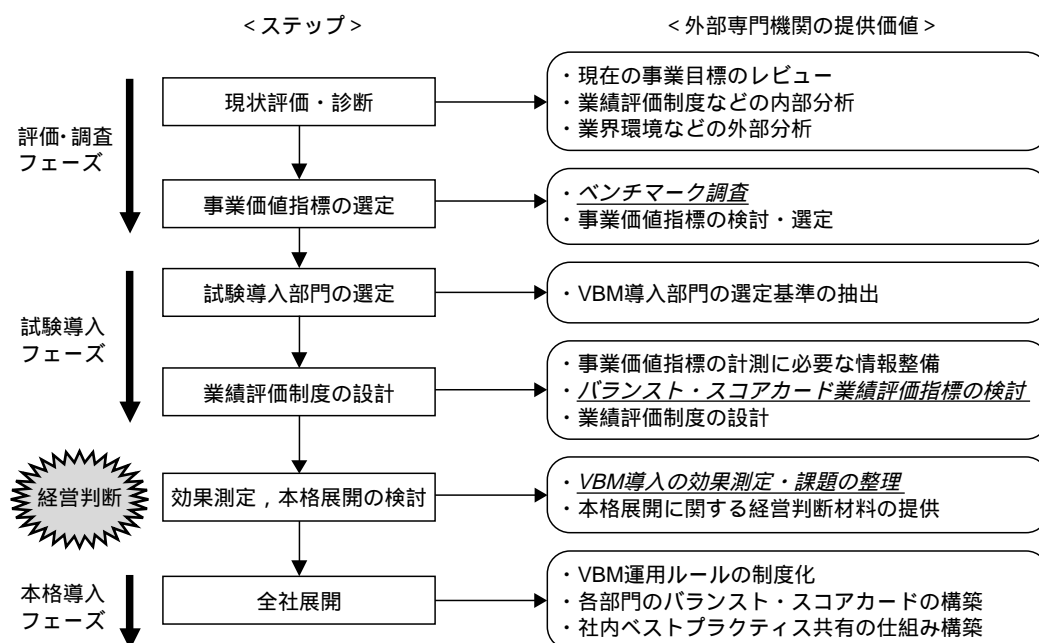 <ステップ>
<外部専門機関の提供価値>
評価・調査
フェーズ
現状評価・診断
・現在の事業目標のレビュー
・業績評価制度などの内部分析
・業界環境などの外部分析
事業価値指標の選定
・ベンチマーク調査
・事業価値指標の検討・選定
試験導入
フェーズ
試験導入部門の選定
・VBM導入部門の選定基準の抽出
業績評価制度の設計
・事業価値指標の計測に必要な情報整備
・バランスト・スコアカード業績評価指標の検討
・業績評価制度の設計
経営判断
効果測定，本格展開の検討
・VBM導入の効果測定・課題の整理
・本格展開に関する経営判断材料の提供
本格導入
フェーズ
全社展開
・VBM運用ルールの制度化
・各部門のバランスト・スコアカードの構築
・社内ベストプラクティス共有の仕組み構築